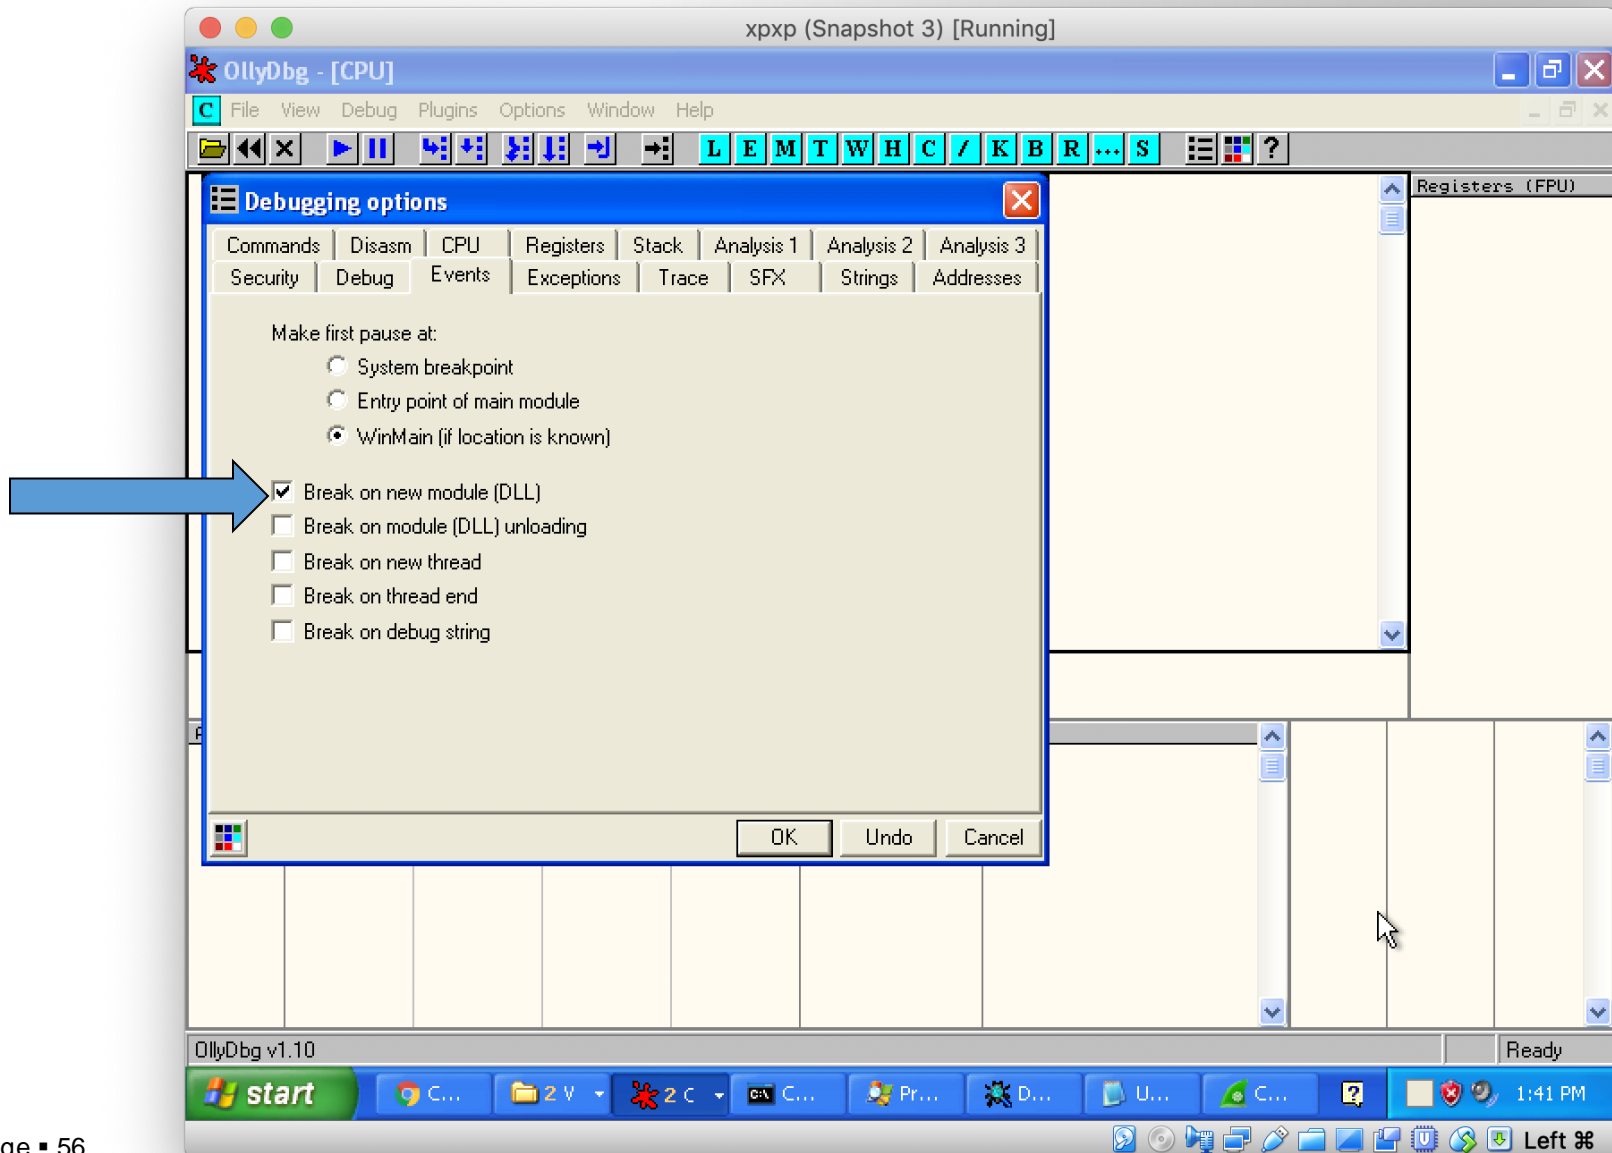 xpxp (Snapshot 3) [Running]
OllyDbg - [CPU]
C File View Debug Plugins Options Window Help
L E M T W H C / K B R ... S ?
Debugging options
Registers (FPU)
Commands Disasm CPU Registers Stack Analysis 1 Analysis 2 Analysis 3
Security Debug Events Exceptions Trace SFX Strings Addresses
Make first pause at:
System breakpoint
Entry point of main module
WinMain (if location is known)
Break on new module (DLL)
Break on module (DLL) unloading
Break on new thread
Break on thread end
Break on debug string
OK Undo Cancel
OllyDbg v1.10 Ready
start C... 2 V 2 C C... Pr... D... U... C... 1:41 PM
Left ⌘
ge ▪ 56